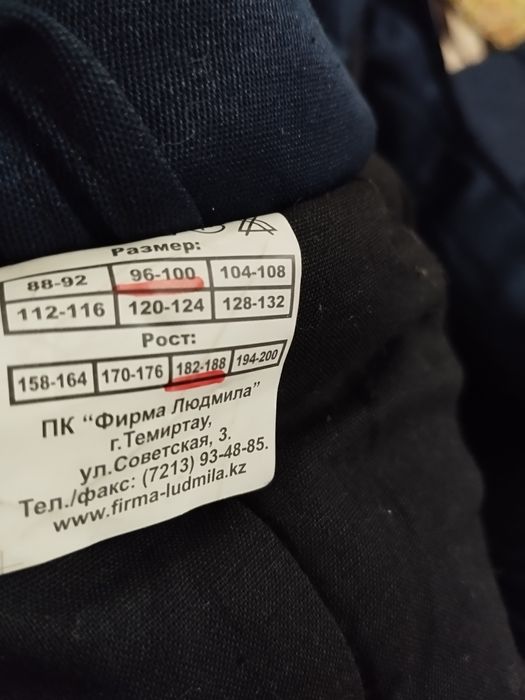 Размер:
88-92 96-100 104-108
112-116 120-124 128-132
Рост:
158-164 170-176 182-188 194-200
ПК “Фирма Людмила”
г.Темиртау,
ул.Советская, 3.
Тел./факс: (7213) 93-48-85.
www.firma-ludmila.kz